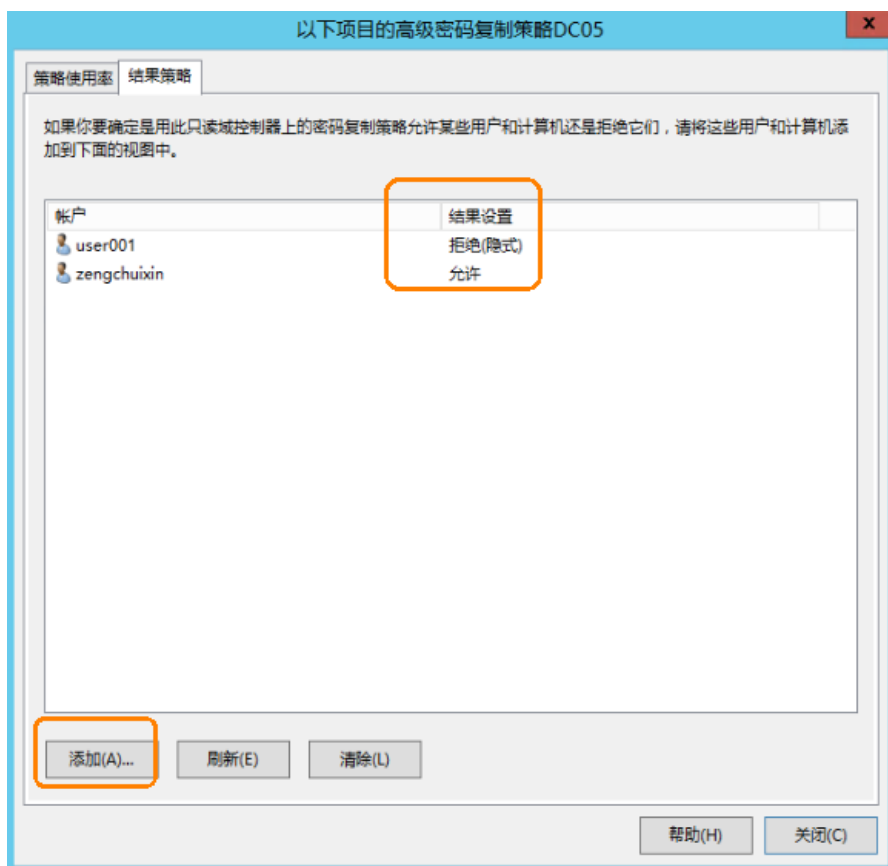 以下项目的高级密码复制策略DC05
x
策略使用率 结果策略
如果你要确定是用此只读域控制器上的密码复制策略允许某些用户和计算机还是拒绝它们，请将这些用户和计算机添
加到下面的视图中。
帐户 结果设置
user001 拒绝(隐式)
zengchuixin 允许
添加(A)... 刷新(E) 清除(L)
帮助(H) 关闭(C)